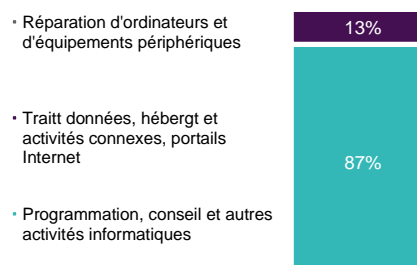 Réparation d'ordinateurs et
d'équipements périphériques
13%
Traitt données, hébergt et
activités connexes, portails
Internet
87%
Programmation, conseil et autres
activités informatiques